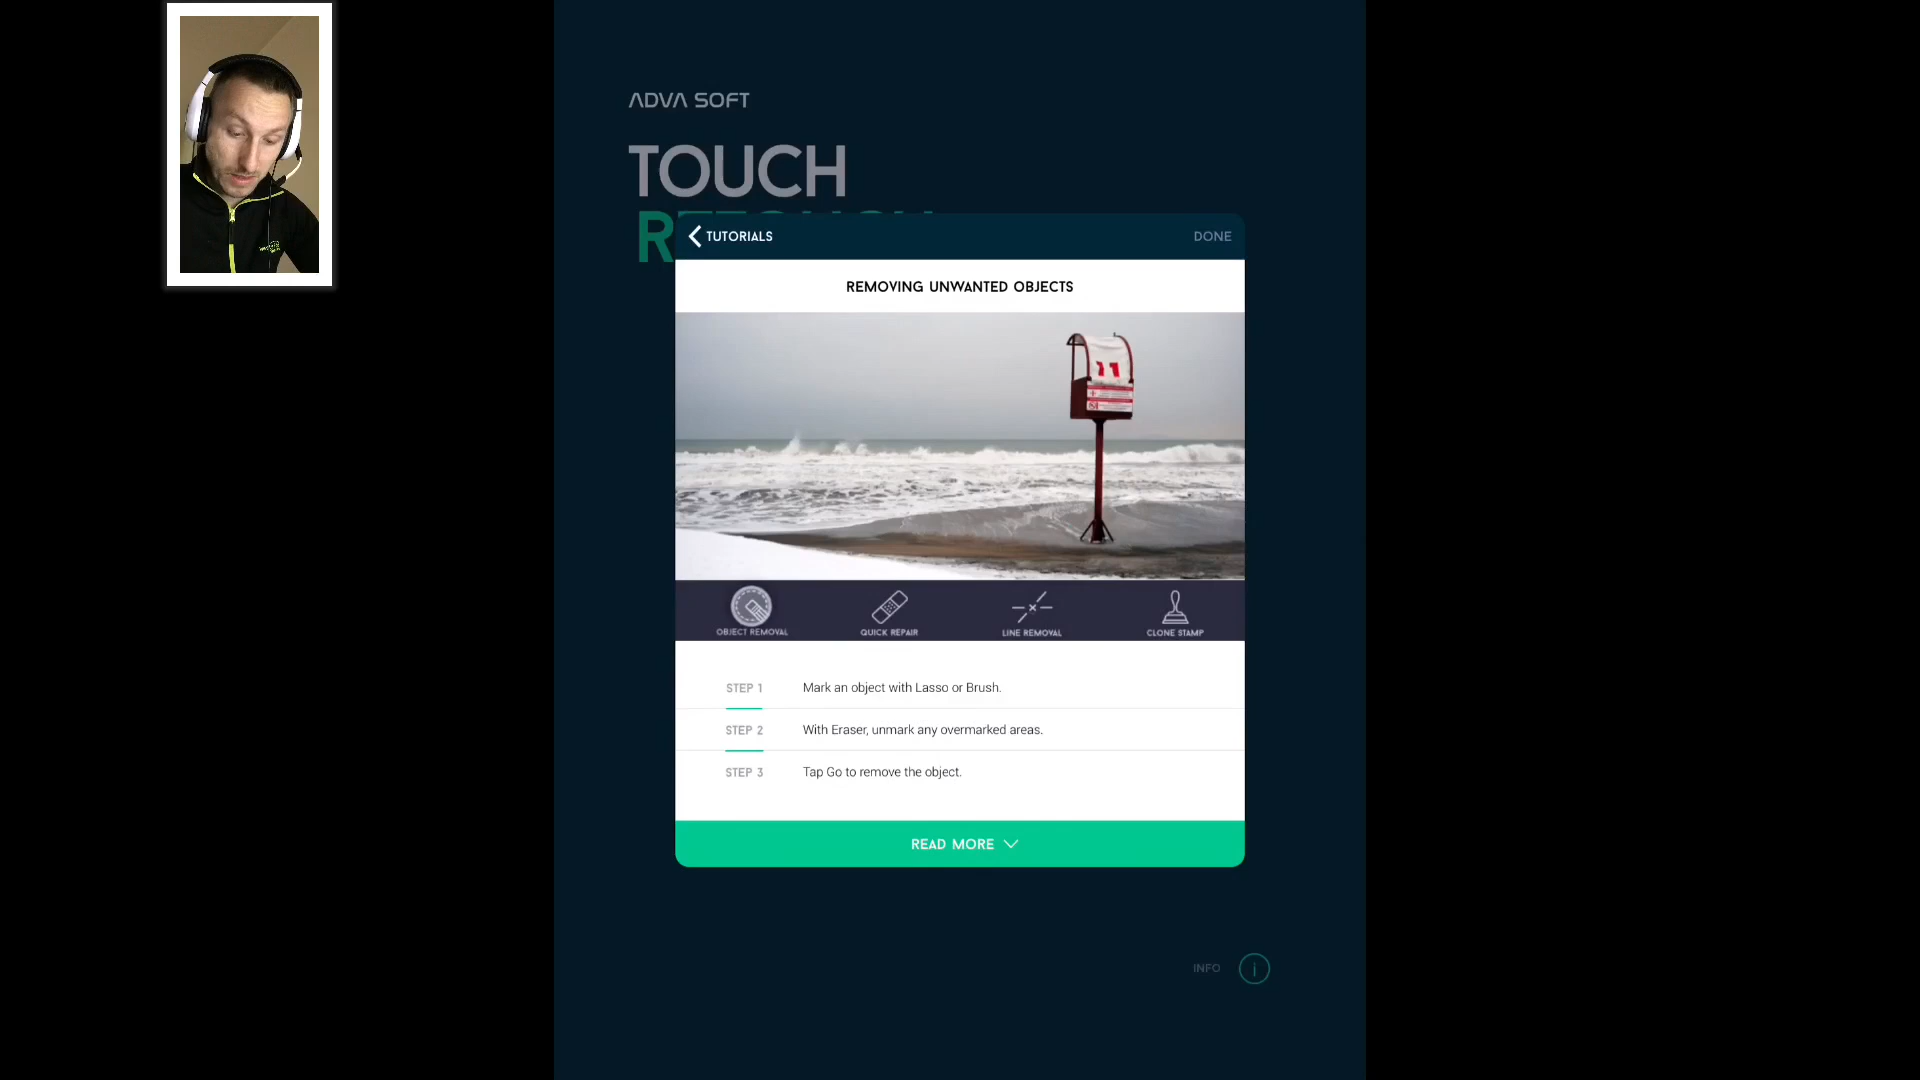 ADVA SOFT
TOUCH
TUTORIALS
DONE
REMOVING UNWANTED OBJECTS
11
OBJECT REMOVAL
QUICK REPAIR
LINE REMOVAL
CLONE STAMP
STEP 1
Mark an object with Lasso or Brush.
STEP 2
With Eraser, unmark any overmarked areas.
STEP 3
Tap Go to remove the object.
READ MORE
INFO
i